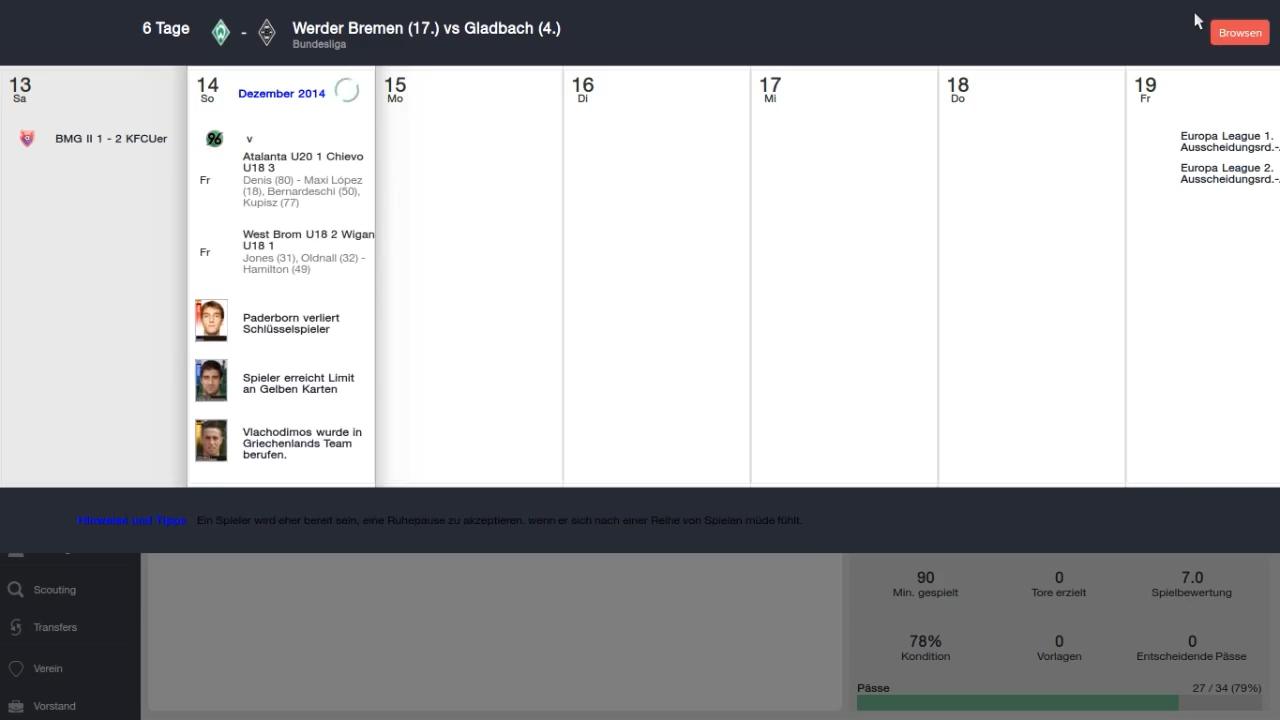 6 Tage
-
Werder Bremen (17.) vs Gladbach (4.)
Bundesliga
Browsen
13
Sa
BMG II 1 - 2 KFCUer
14
So
Dezember 2014
96
v
Fr
Atalanta U20 1 Chievo
U18 3
Denis (80) - Maxi López
(18), Bernardeschi (50),
Kupisz (77)
Fr
West Brom U18 2 Wigan
U18 1
Jones (31), Oldnall (32) -
Hamilton (49)
Paderborn verliert
Schlüsselspieler
Spieler erreicht Limit
an Gelben Karten
Vlachodimos wurde in
Griechenlands Team
berufen.
15
Mo
16
Di
17
Mi
18
Do
19
Fr
Europa League 1.
Ausscheidungsrd.-
Europa League 2.
Ausscheidungsrd.-
Hinweise und Tipps
Ein Spieler wird eher bereit sein, eine Ruhepause zu akzeptieren, wenn er sich nach einer Reihe von Spielen müde fühlt.
Scouting
Transfers
Verein
Vorstand
90
Min. gespielt
0
Tore erzielt
7.0
Spielbewertung
78%
Kondition
0
Vorlagen
0
Entscheidende Pässe
Pässe
27 / 34 (79%)